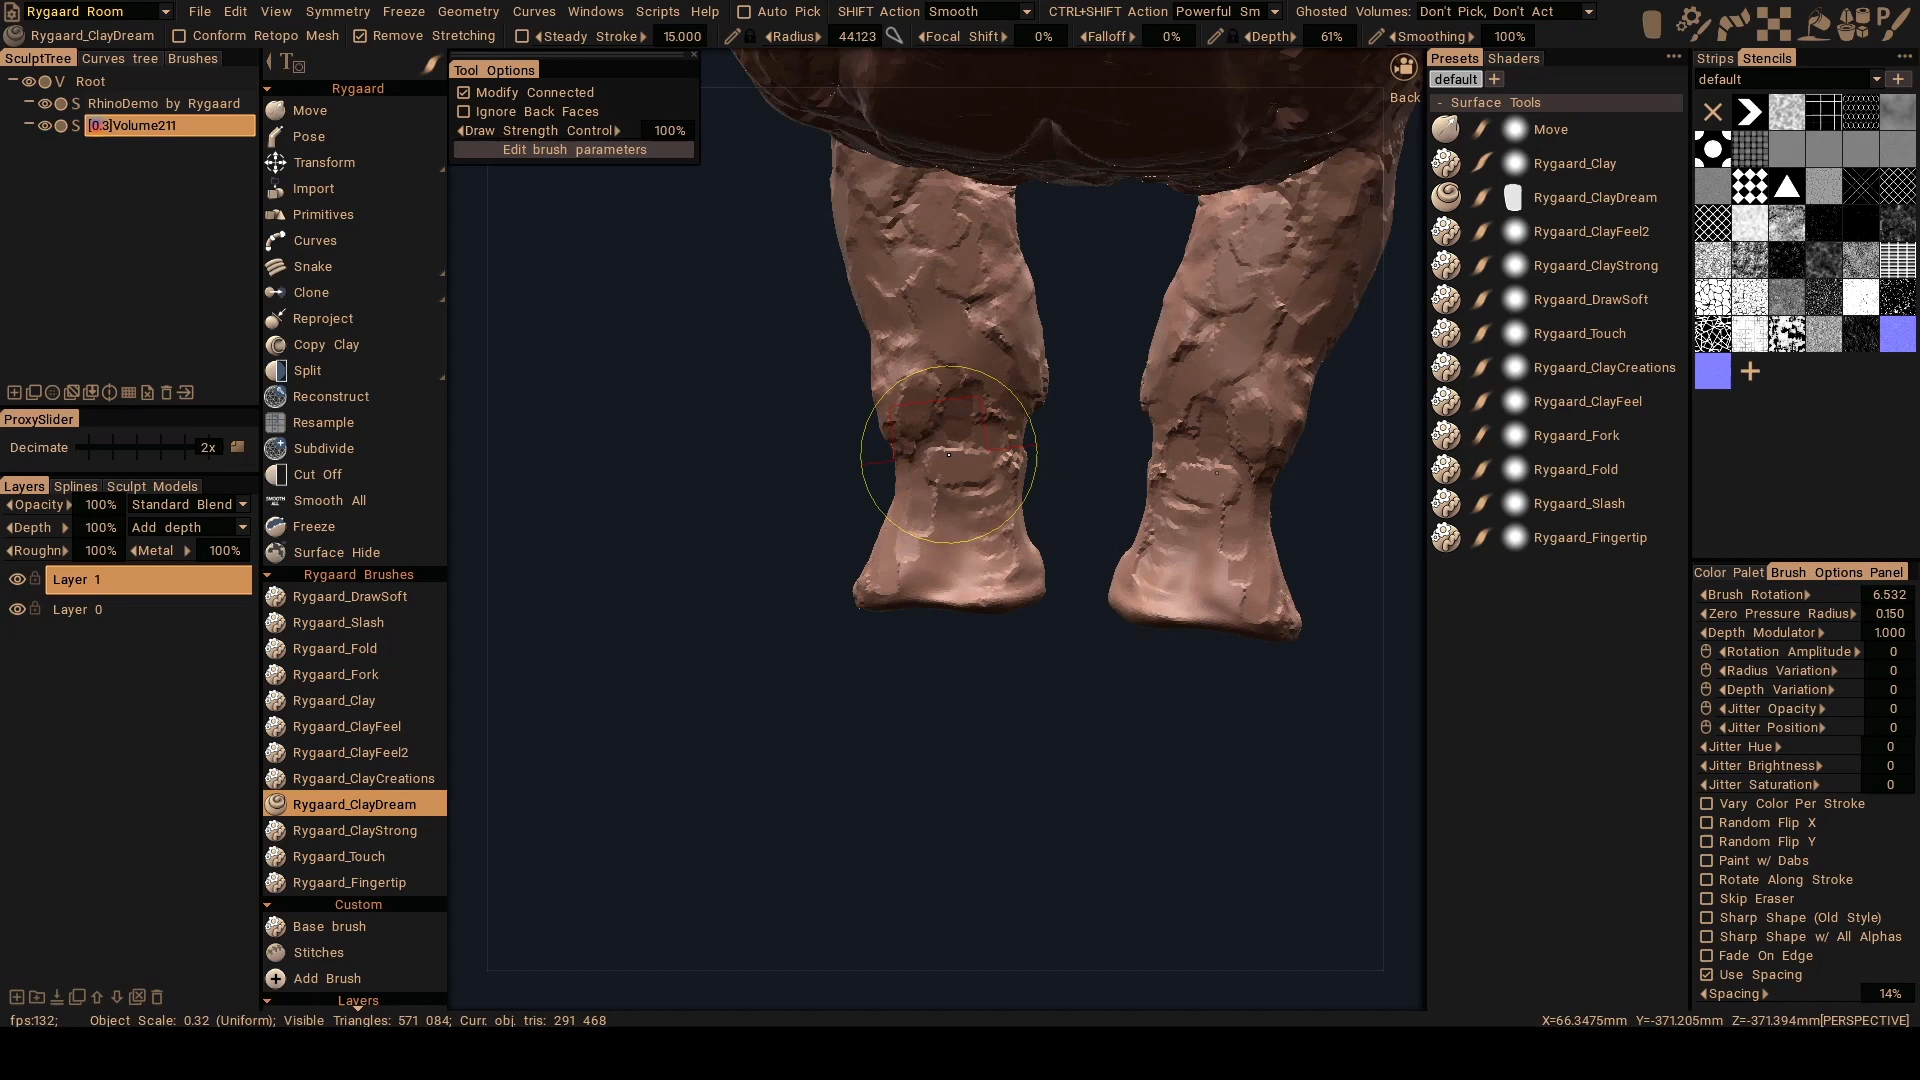 Rygaard Room File Edit View Symmetry Freeze Geometry Curves Windows Scripts Help Auto Pick SHIFT Action Smooth CTRL+SHIFT Action Powerful Sm Ghosted Volumes: Don't Pick, Don't Act
Rygaard_ClayDream Conform Retopo Mesh Remove Stretching Steady Stroke 15.000 Radius 44.123 Focal Shift 0% Falloff 0% Depth 61% Smoothing 100%
SculptTree Curves tree Brushes
V Root
S RhinoDemo by Rygaard
S [0.3]Volume211
ProxySlider
Decimate 2x
Layers Splines Sculpt Models
Opacity 100% Standard Blend
Depth 100% Add depth
Roughn 100% Metal 100%
Layer 1
Layer 0
Rygaard
Move
Pose
Transform
Import
Primitives
Curves
Snake
Clone
Reproject
Copy Clay
Split
Reconstruct
Resample
Subdivide
Cut Off
Smooth All
Freeze
Surface Hide
Rygaard Brushes
Rygaard_DrawSoft
Rygaard_Slash
Rygaard_Fold
Rygaard_Fork
Rygaard_Clay
Rygaard_ClayFeel
Rygaard_ClayFeel2
Rygaard_ClayCreations
Rygaard_ClayDream
Rygaard_ClayStrong
Rygaard_Touch
Rygaard_Fingertip
Custom
Base brush
Stitches
Add Brush
Layers
Tool Options
Modify Connected
Ignore Back Faces
Draw Strength Control 100%
Edit brush parameters
Back
Presets Shaders
default
- Surface Tools
Move
Rygaard_Clay
Rygaard_ClayDream
Rygaard_ClayFeel2
Rygaard_ClayStrong
Rygaard_DrawSoft
Rygaard_Touch
Rygaard_ClayCreations
Rygaard_ClayFeel
Rygaard_Fork
Rygaard_Fold
Rygaard_Slash
Rygaard_Fingertip
Strips Stencils
default
Color Palet Brush Options Panel
Brush Rotation 6.532
Zero Pressure Radius 0.150
Depth Modulator 1.000
Rotation Amplitude 0
Radius Variation 0
Depth Variation 0
Jitter Opacity 0
Jitter Position 0
Jitter Hue 0
Jitter Brightness 0
Jitter Saturation 0
Vary Color Per Stroke
Random Flip X
Random Flip Y
Paint w/ Dabs
Rotate Along Stroke
Skip Eraser
Sharp Shape (Old Style)
Sharp Shape w/ All Alphas
Fade On Edge
Use Spacing
Spacing 14%
fps:132; Object Scale: 0.32 (Uniform); Visible Triangles: 571 084; Curr. obj. tris: 291 468 X=66.3475mm Y=-371.205mm Z=-371.394mm[PERSPECTIVE]